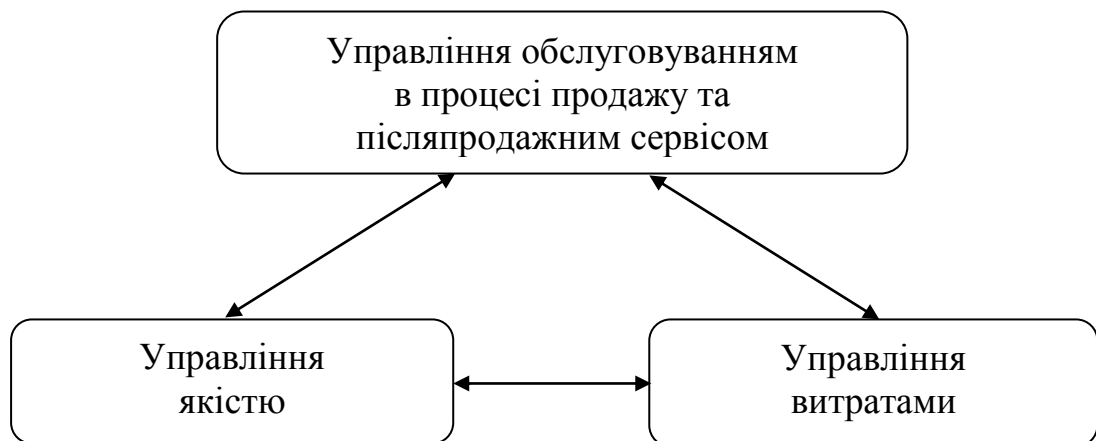 Управління обслуговуванням
в процесі продажу та
післяпродажним сервісом
Управління
якістю
Управління
витратами